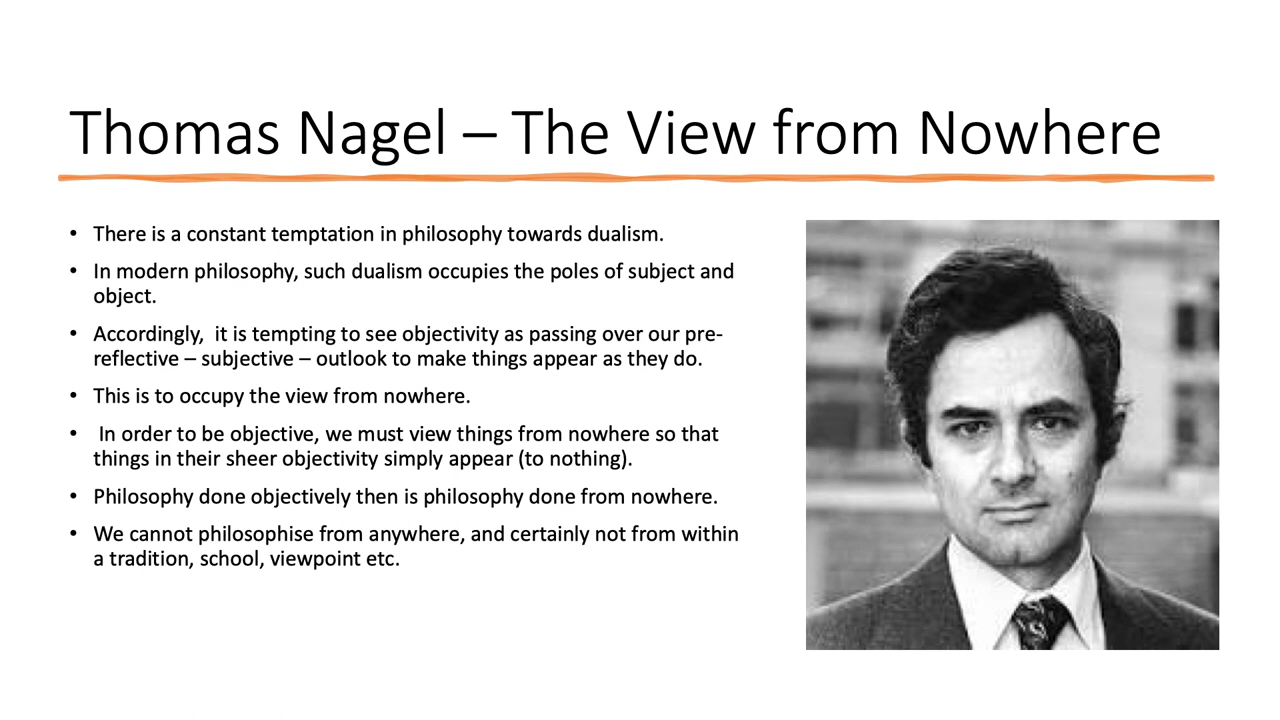 Thomas Nagel – The View from Nowhere
• There is a constant temptation in philosophy towards dualism.
• In modern philosophy, such dualism occupies the poles of subject and
object.
• Accordingly,  it is tempting to see objectivity as passing over our pre-
reflective – subjective – outlook to make things appear as they do.
• This is to occupy the view from nowhere.
•  In order to be objective, we must view things from nowhere so that
things in their sheer objectivity simply appear (to nothing).
• Philosophy done objectively then is philosophy done from nowhere.
• We cannot philosophise from anywhere, and certainly not from within
a tradition, school, viewpoint etc.